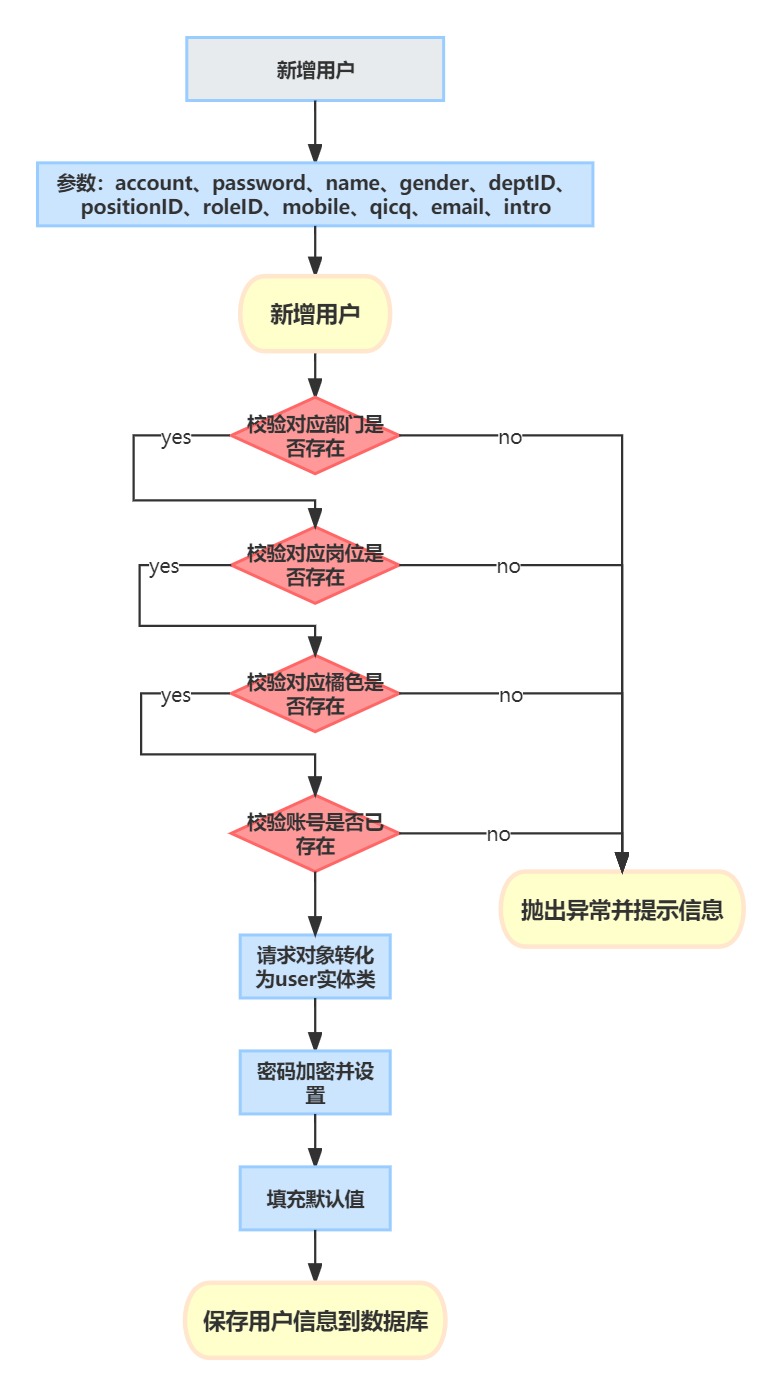 新增用户
参数：account、password、name、gender、deptID、
positionID、roleID、mobile、qicq、email、intro
新增用户
校验对应部门是
否存在
yes
no
校验对应岗位是
否存在
yes
no
校验对应橘色是
否存在
yes
no
校验账号是否已
存在
no
抛出异常并提示信息
请求对象转化
为user实体类
密码加密并设
置
填充默认值
保存用户信息到数据库